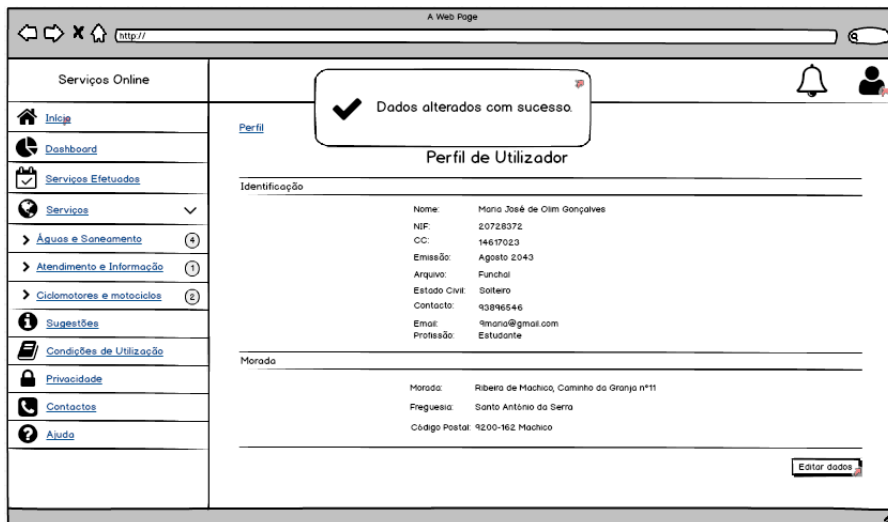 A Web Page
http://
Serviços Online
Dados alterados com sucesso.
Início
Dashboard
Serviços Efetuados
Serviços
Águas e Saneamento 4
Atendimento e Informação 1
Ciclomotores e motociclos 2
Sugestões
Condições de Utilização
Privacidade
Contactos
Ajuda
Perfil
Perfil de Utilizador
Identificação
Nome: Maria José de Olim Gonçalves
NIF: 20728372
CC: 14617023
Emissão: Agosto 2043
Arquivo: Funchal
Estado Civil: Solteiro
Contacto: 93896546
Email: 9maria@gmail.com
Profissão: Estudante
Morada
Morada: Ribeira de Machico, Caminho da Granja nº11
Freguesia: Santo António da Serra
Código Postal: 9200-162 Machico
Editar dados